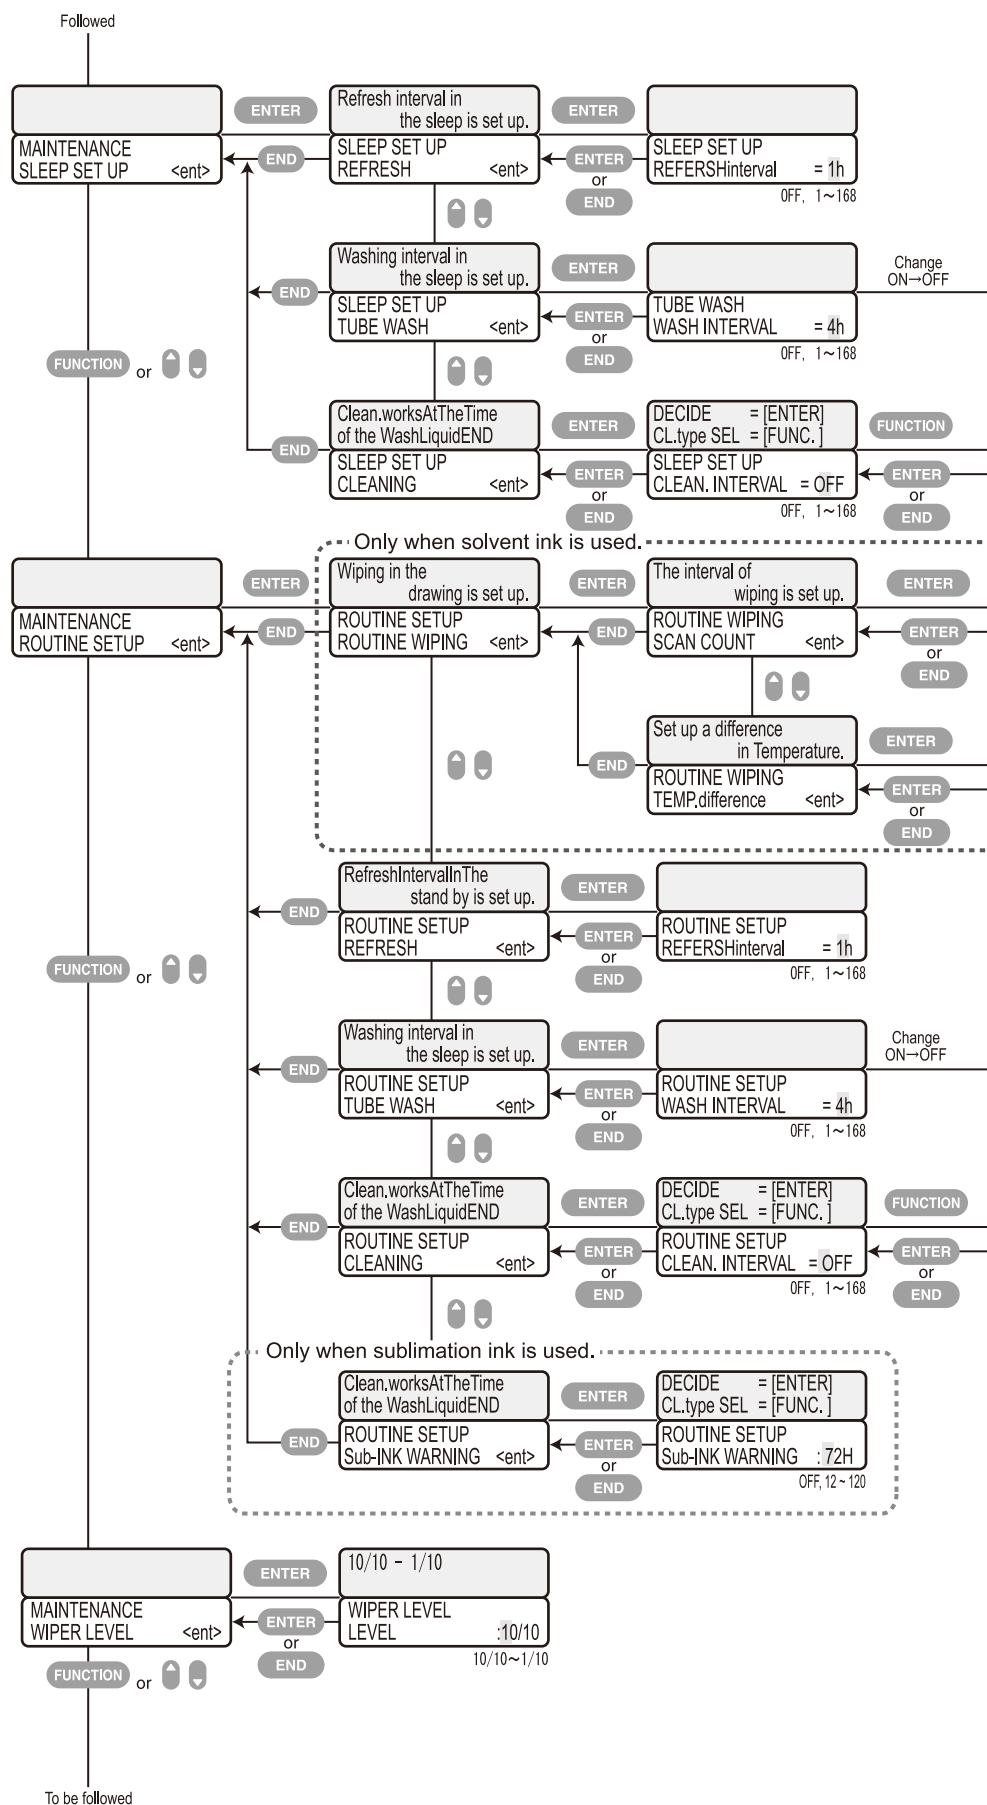 Followed
ENTER
Refresh interval in
the sleep is set up.
ENTER
MAINTENANCE
SLEEP SET UP <ent>
END
SLEEP SET UP
REFRESH <ent>
ENTER
or
END
SLEEP SET UP
REFERSHinterval = 1h
OFF, 1～168
Washing interval in
the sleep is set up.
ENTER
Change
ON→OFF
END
SLEEP SET UP
TUBE WASH <ent>
ENTER
or
END
TUBE WASH
WASH INTERVAL = 4h
OFF, 1～168
FUNCTION or
Clean.worksAtTheTime
of the WashLiquidEND
ENTER
DECIDE = [ENTER]
CL.type SEL = [FUNC. ]
FUNCTION
END
SLEEP SET UP
CLEANING <ent>
ENTER
or
END
SLEEP SET UP
CLEAN. INTERVAL = OFF
OFF, 1～168
ENTER
or
END
Only when solvent ink is used.
ENTER
Wiping in the
drawing is set up.
ENTER
The interval of
wiping is set up.
ENTER
MAINTENANCE
ROUTINE SETUP <ent>
END
ROUTINE SETUP
ROUTINE WIPING <ent>
END
ROUTINE WIPING
SCAN COUNT <ent>
ENTER
or
END
Set up a difference
in Temperature.
ENTER
END
ROUTINE WIPING
TEMP.difference <ent>
ENTER
or
END
RefreshIntervalInThe
stand by is set up.
ENTER
END
ROUTINE SETUP
REFRESH <ent>
ENTER
or
END
ROUTINE SETUP
REFERSHinterval = 1h
OFF, 1～168
FUNCTION or
Washing interval in
the sleep is set up.
ENTER
Change
ON→OFF
END
ROUTINE SETUP
TUBE WASH <ent>
ENTER
or
END
ROUTINE SETUP
WASH INTERVAL = 4h
OFF, 1～168
Clean.worksAtTheTime
of the WashLiquidEND
ENTER
DECIDE = [ENTER]
CL.type SEL = [FUNC. ]
FUNCTION
END
ROUTINE SETUP
CLEANING <ent>
ENTER
or
END
ROUTINE SETUP
CLEAN. INTERVAL = OFF
OFF, 1～168
ENTER
or
END
Only when sublimation ink is used.
Clean.worksAtTheTime
of the WashLiquidEND
ENTER
DECIDE = [ENTER]
CL.type SEL = [FUNC. ]
END
ROUTINE SETUP
Sub-INK WARNING <ent>
ENTER
or
END
ROUTINE SETUP
Sub-INK WARNING : 72H
OFF, 12 ~ 120
ENTER
10/10 - 1/10
MAINTENANCE
WIPER LEVEL <ent>
ENTER
or
END
WIPER LEVEL
LEVEL :10/10
10/10～1/10
FUNCTION or
To be followed